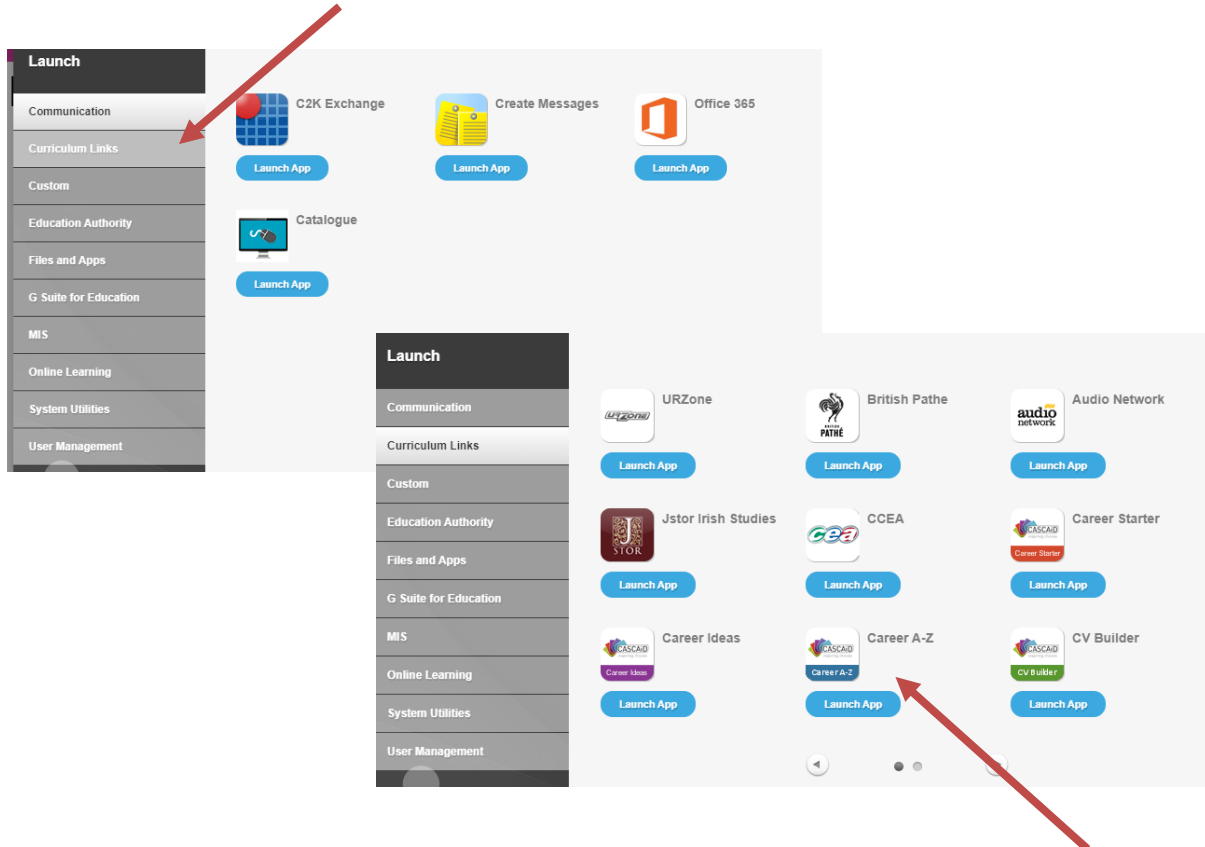 Launch
Communication
Curriculum Links
Custom
Education Authority
Files and Apps
G Suite for Education
MIS
Online Learning
System Utilities
User Management
C2K Exchange
Launch App
Create Messages
Launch App
Office 365
Launch App
Catalogue
Launch App
Launch
Communication
Curriculum Links
Custom
Education Authority
Files and Apps
G Suite for Education
MIS
Online Learning
System Utilities
User Management
URZONE
URZone
Launch App
PATHÉ
British Pathe
Launch App
audio
network
Audio Network
Launch App
JSTOR
Jstor Irish Studies
Launch App
cea
CCEA
Launch App
CASCAiD
Career Starter
Career Starter
Launch App
CASCAiD
Career Ideas
Career Ideas
Launch App
CASCAiD
Career A-Z
Career A-Z
Launch App
CASCAiD
CV Builder
CV Builder
Launch App